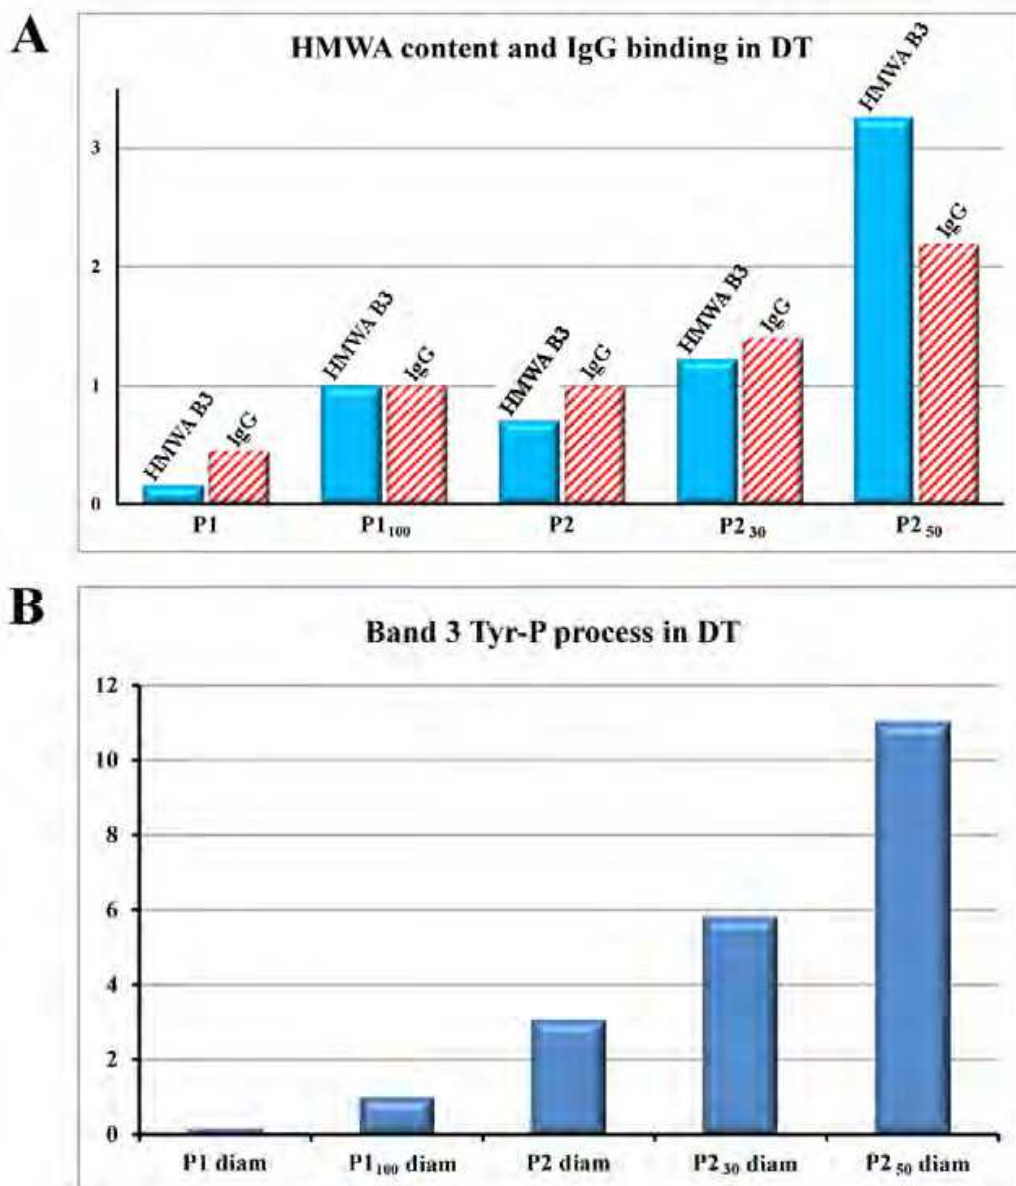 A
HMWA content and IgG binding in DT
HMWA B3
IgG
HMWA B3
IgG
HMWA B3
IgG
HMWA B3
IgG
HMWA B3
IgG
3
2
1
0
P1
P1₁₀₀
P2
P2 ₃₀
P2 ₅₀
B
Band 3 Tyr-P process in DT
12
10
8
6
4
2
0
P1 diam
P1₁₀₀ diam
P2 diam
P2 ₃₀ diam
P2 ₅₀ diam